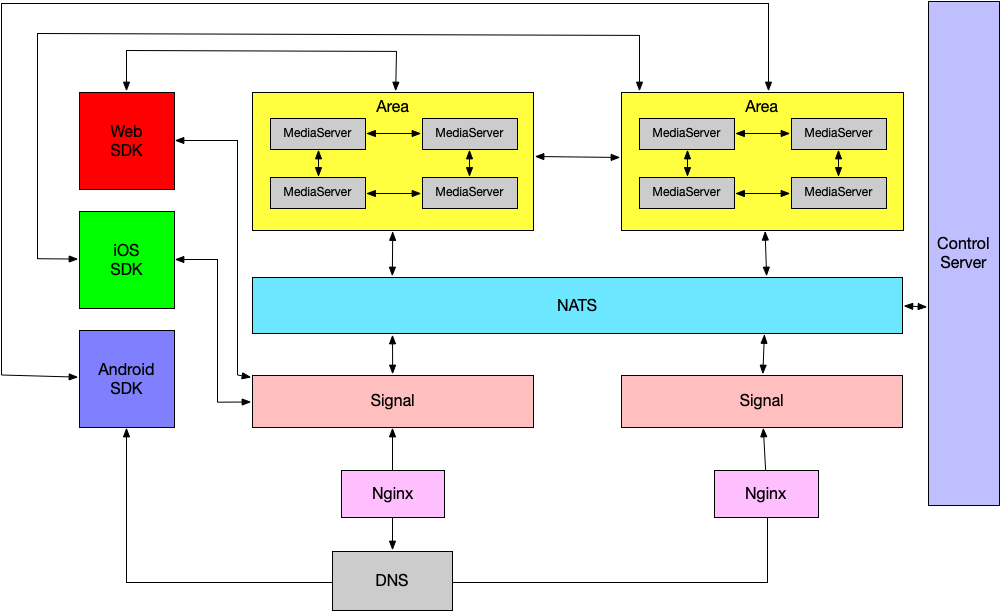 Area
Area
Web
SDK
MediaServer
MediaServer
MediaServer
MediaServer
MediaServer
MediaServer
MediaServer
MediaServer
iOS
SDK
Control
Server
NATS
Android
SDK
Signal
Signal
Nginx
Nginx
DNS